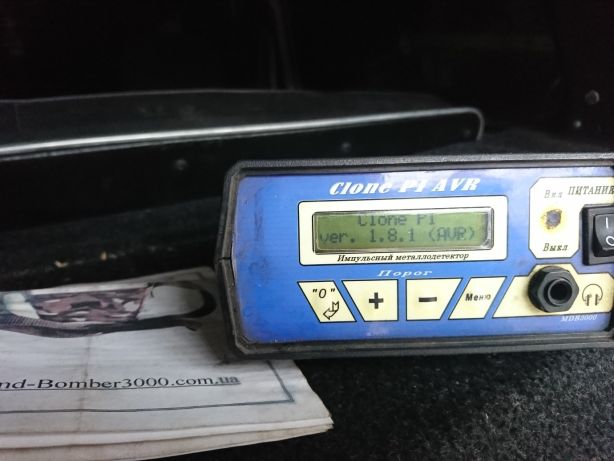 Clone PI AVR
Clone Pi
ver. 1.8.1 (AVR)
Импульсный металлодетектор
Порог
"0"
+
−
Меню
Вкл ПИТАНИЕ
Выкл
MDB3000
nd-Bomber3000.com.ua